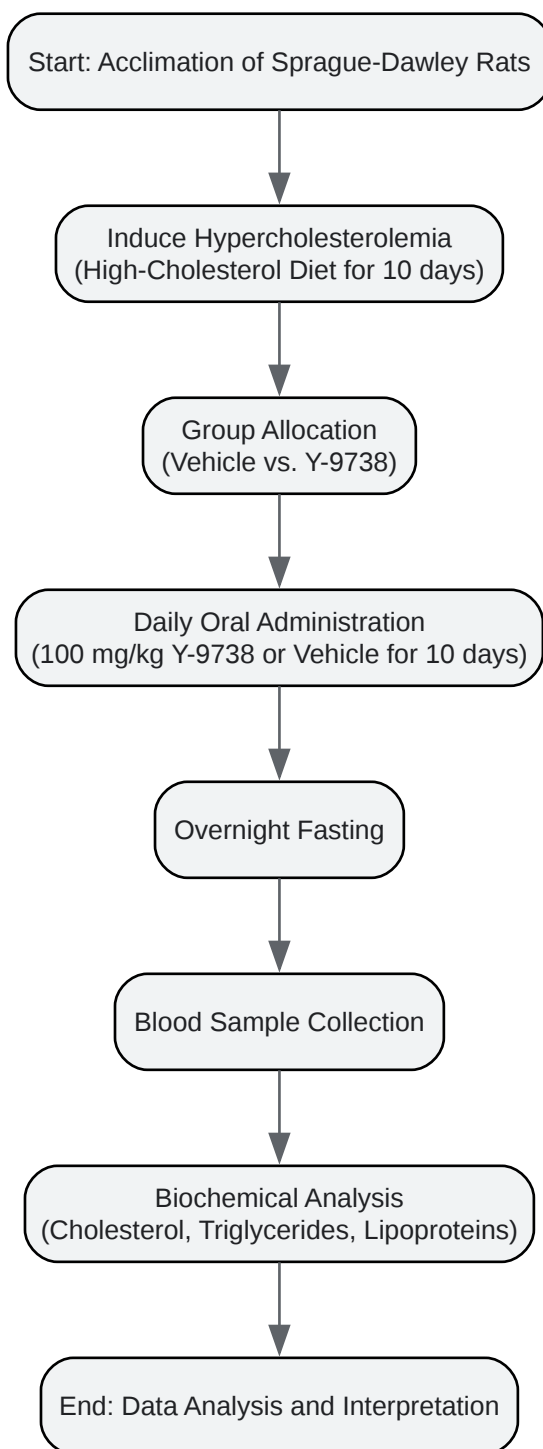 Start: Acclimation of Sprague-Dawley Rats
Induce Hypercholesterolemia
(High-Cholesterol Diet for 10 days)
Group Allocation
(Vehicle vs. Y-9738)
Daily Oral Administration
(100 mg/kg Y-9738 or Vehicle for 10 days)
Overnight Fasting
Blood Sample Collection
Biochemical Analysis
(Cholesterol, Triglycerides, Lipoproteins)
End: Data Analysis and Interpretation